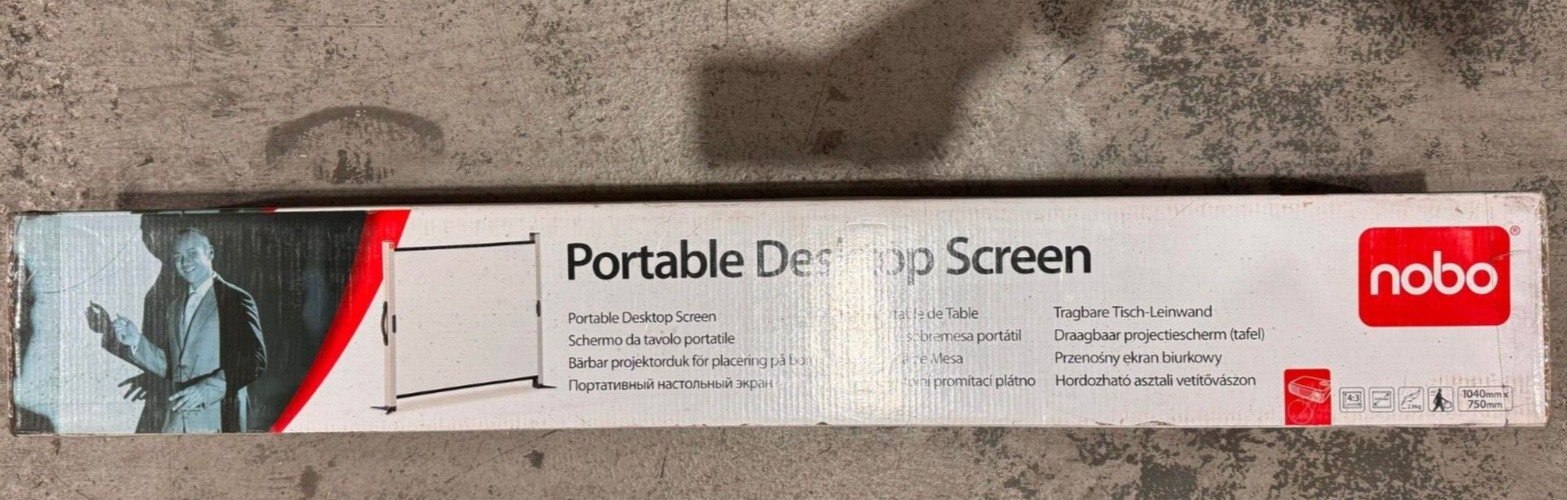 Portable Desktop Screen
Portable Desktop Screen
Schermo da tavolo portatile
Bärbar projektorduk för placering på
Портативный настольный экран
de Table
sobremesa portátil
Mesa
promítací plátno
Tragbare Tisch-Leinwand
Draagbaar projectiescherm (tafel)
Przenośny ekran biurkowy
Hordozható asztali vetítővászon
nobo®
4:3
1040mm x
750mm